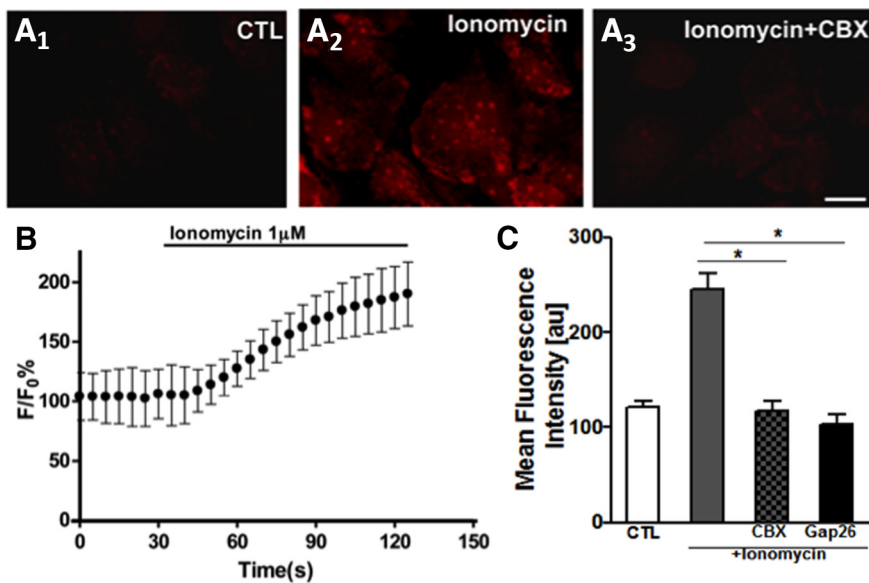 A1 CTL
A2 Ionomycin
A3 Ionomycin+CBX
B
Ionomycin 1μM
F/F0%
200
150
100
50
0
0 30 60 90 120 150
Time(s)
C
Mean Fluorescence
Intensity [au]
300
200
100
0
*
*
CTL CBX Gap26
+Ionomycin